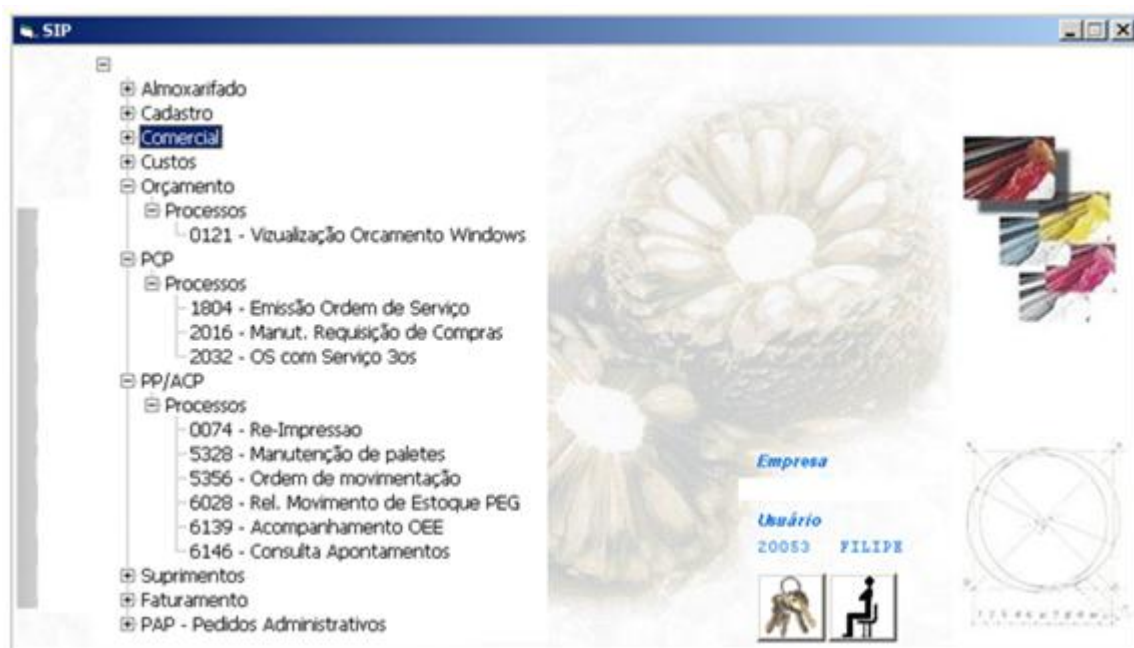 SIP
Almoxarifado
Cadastro
Comercial
Custos
Orçamento
Processos
0121 - Vizualização Orcamento Windows
PCP
Processos
1804 - Emissão Ordem de Serviço
2016 - Manut. Requisição de Compras
2032 - OS com Serviço 3os
PP/ACP
Processos
0074 - Re-Impressao
5328 - Manutenção de paletes
5356 - Ordem de movimentação
6028 - Rel. Movimento de Estoque PEG
6139 - Acompanhamento OEE
6146 - Consulta Apontamentos
Suprimentos
Faturamento
PAP - Pedidos Administrativos
Empresa
Usuário
20053 FILIPE